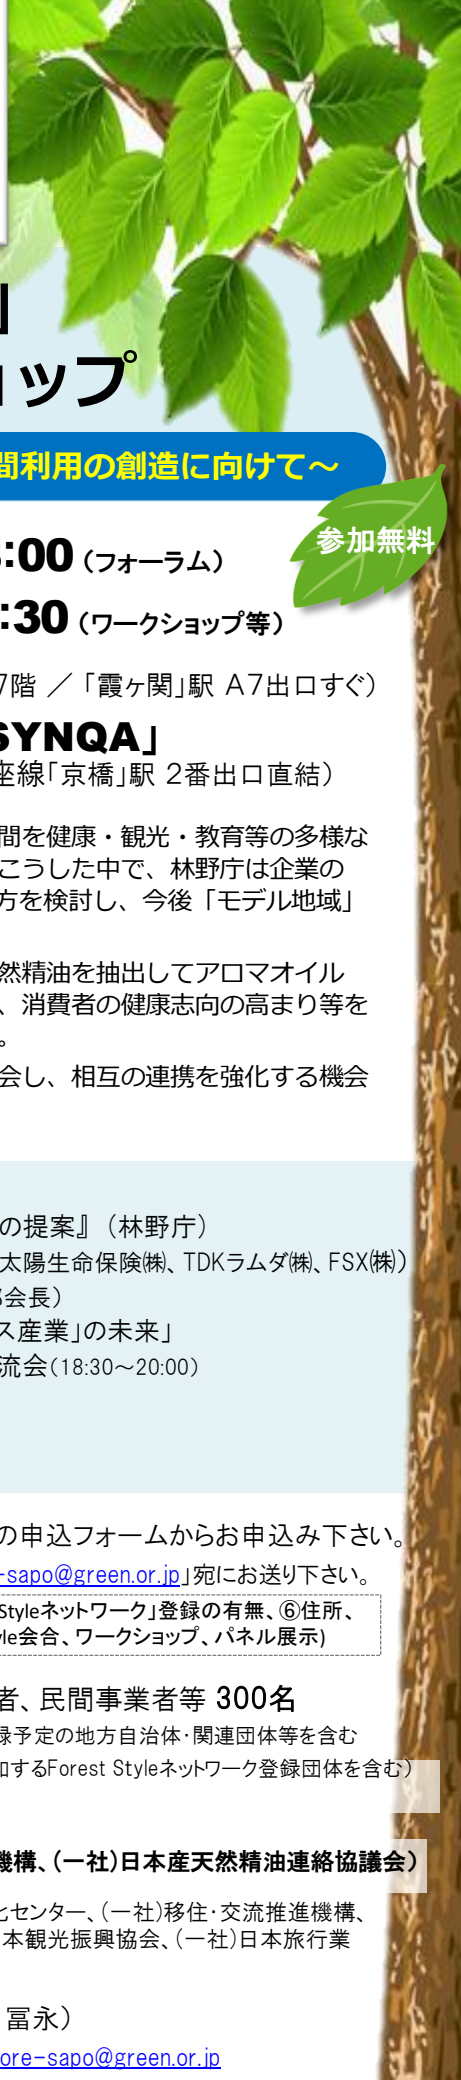 」
ョップ
間利用の創造に向けて～
:00（フォーラム）
参加無料
:30（ワークショップ等）
7階 ／ 「霞ヶ関」駅 A7出口すぐ）
SYNQA」
座線「京橋」駅 2番出口直結）
間を健康・観光・教育等の多様な
こうした中で、林野庁は企業の
方を検討し、今後「モデル地域」
然精油を抽出してアロマオイル
、消費者の健康志向の高まり等を
。
会し、相互の連携を強化する機会
の提案』（林野庁）
太陽生命保険㈱、TDKラムダ㈱、FSX㈱）
会長）
ス産業」の未来」
流会（18:30～20:00）
の申込フォームからお申込み下さい。
-sapo@green.or.jp」宛にお送り下さい。
Styleネットワーク」登録の有無、⑥住所、
yle会合、ワークショップ、パネル展示)
者、民間事業者等 300名
録予定の地方自治体・関連団体等を含む
加するForest Styleネットワーク登録団体を含む）
機構、（一社）日本産天然精油連絡協議会）
化センター、（一社）移住・交流推進機構、
本観光振興協会、（一社）日本旅行業
冨永）
ore-sapo@green.or.jp